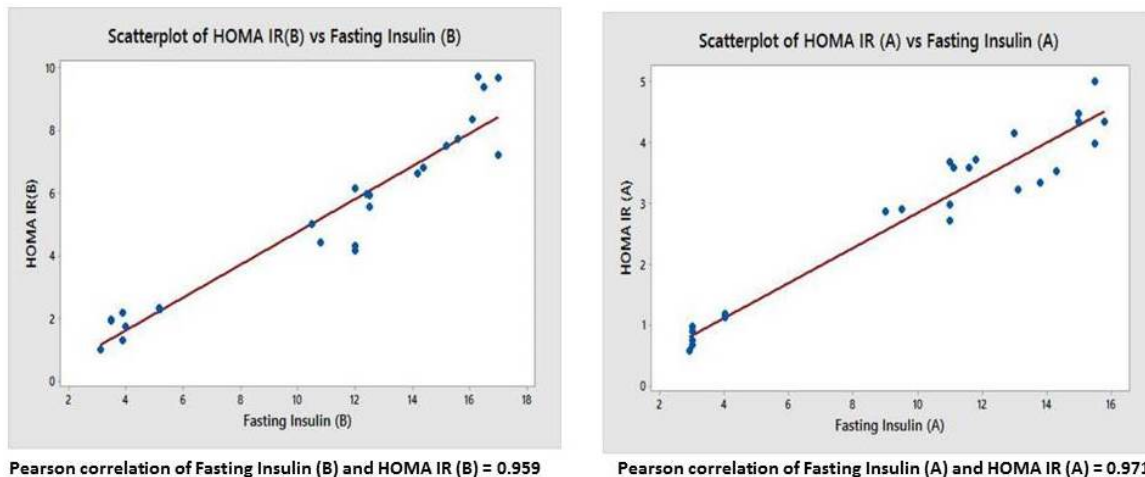 Scatterplot of HOMA IR(B) vs Fasting Insulin (B)
HOMA IR(B)
10
8
6
4
2
0
2 4 6 8 10 12 14 16 18
Fasting Insulin (B)
Pearson correlation of Fasting Insulin (B) and HOMA IR (B) = 0.959
Scatterplot of HOMA IR (A) vs Fasting Insulin (A)
HOMA IR (A)
5
4
3
2
1
0
2 4 6 8 10 12 14 16
Fasting Insulin (A)
Pearson correlation of Fasting Insulin (A) and HOMA IR (A) = 0.971